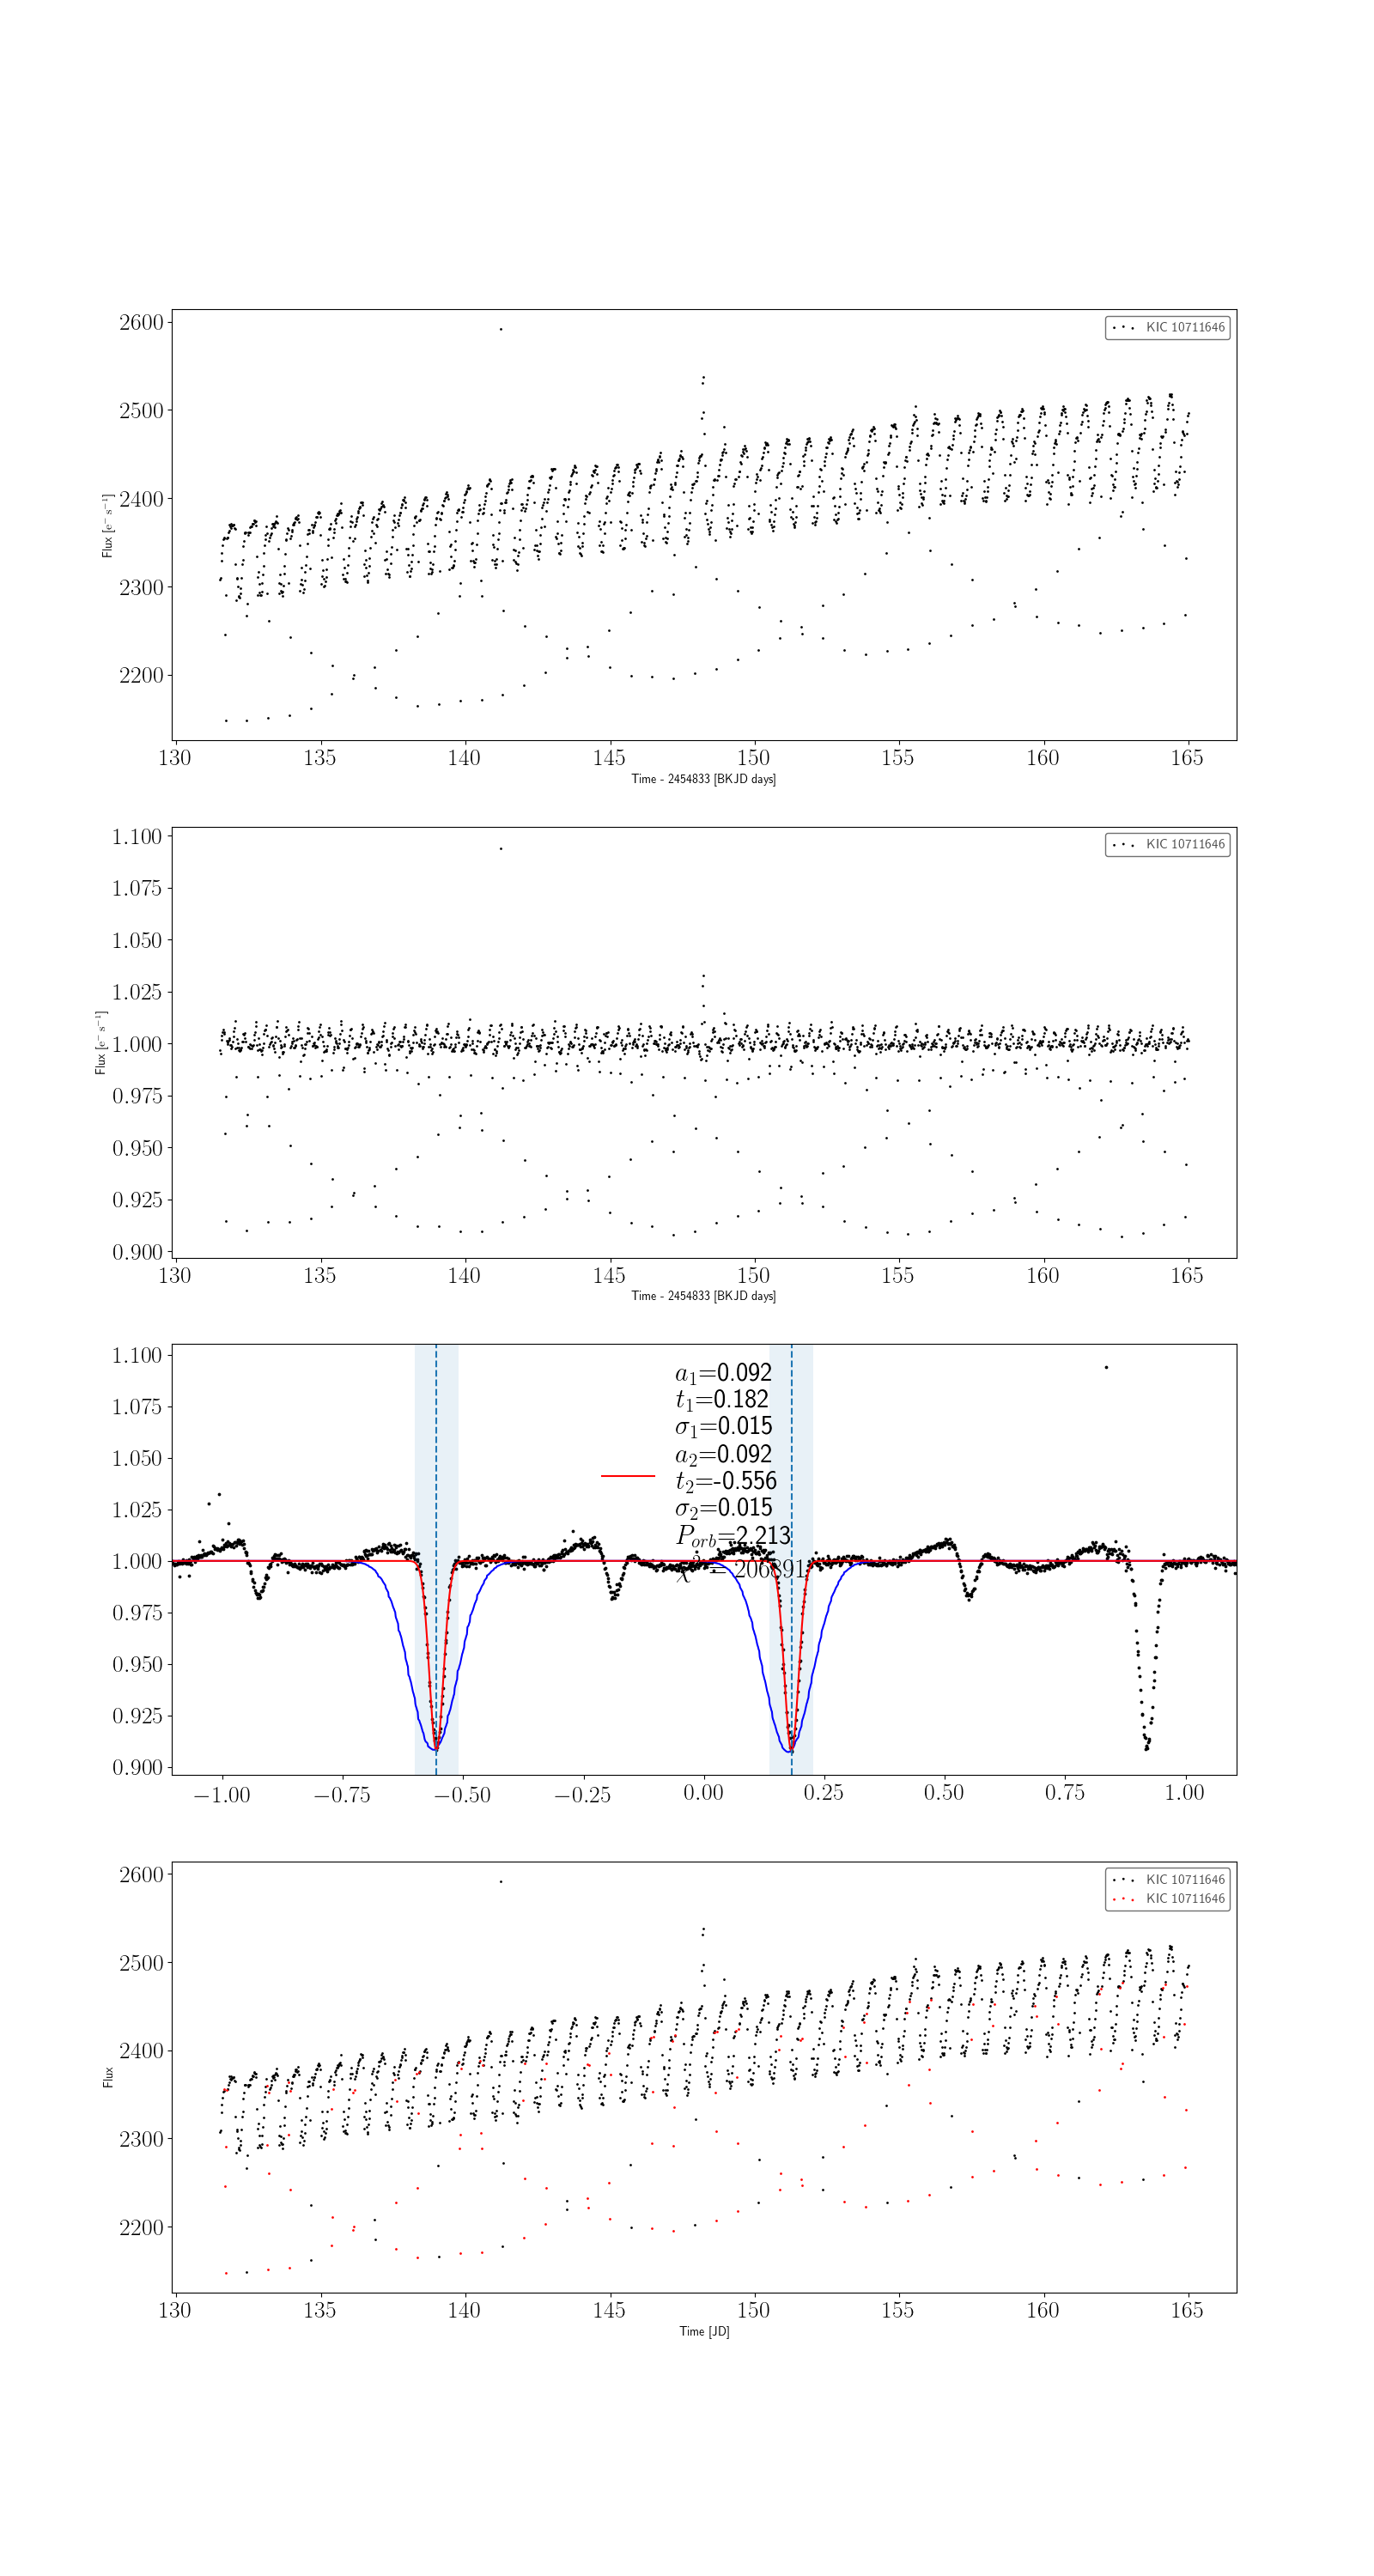 2600
2500
2400
2300
2200
Flux [e⁻ s⁻¹]
KIC 10711646
130 135 140 145 150 155 160 165
Time - 2454833 [BKJD days]
1.100
1.075
1.050
1.025
1.000
0.975
0.950
0.925
0.900
Flux [e⁻ s⁻¹]
KIC 10711646
130 135 140 145 150 155 160 165
Time - 2454833 [BKJD days]
1.100
1.075
1.050
1.025
1.000
0.975
0.950
0.925
0.900
a₁=0.092
t₁=0.182
σ₁=0.015
a₂=0.092
t₂=-0.556
σ₂=0.015
P_orb=2.213
χ²=206891
−1.00 −0.75 −0.50 −0.25 0.00 0.25 0.50 0.75 1.00
2600
2500
2400
2300
2200
Flux
KIC 10711646
KIC 10711646
130 135 140 145 150 155 160 165
Time [JD]